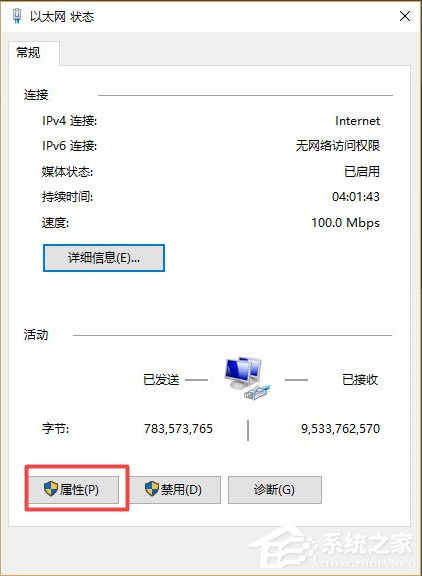 以太网 状态
常规
连接
IPv4 连接: Internet
IPv6 连接: 无网络访问权限
媒体状态: 已启用
持续时间: 04:01:43
速度: 100.0 Mbps
详细信息(E)...
活动
已发送 已接收
字节: 783,573,765 9,533,762,570
属性(P) 禁用(D) 诊断(G)
系统之家
XITONGZHIJIA.NET